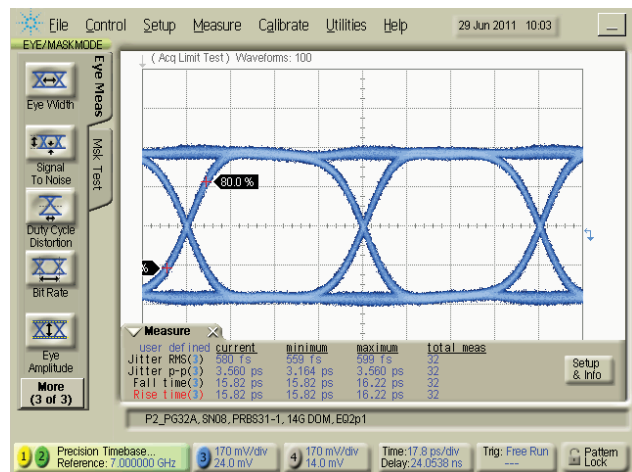 File Control Setup Measure Calibrate Utilities Help 29 Jun 2011 10:03
EYE/MASK MODE
( Acq Limit Test ) Waveforms: 100
Eye Meas
Msk Test
Eye Width
Signal
To Noise
Duty Cycle
Distortion
Bit Rate
Eye
Amplitude
More
(3 of 3)
80.0 %
%
Measure
user defined current minimum maximum total meas
Jitter RMS(3) 580 fs 559 fs 599 fs 32
Jitter p-p(3) 3.560 ps 3.164 ps 3.560 ps 32
Fall time(3) 15.82 ps 15.82 ps 16.22 ps 32
Rise time(3) 15.82 ps 15.82 ps 16.22 ps 32
Setup
& Info
P2_PG32A, SN08, PRBS31-1, 14G DOM, EQ2p1
1 2 Precision Timebase...
Reference: 7.000000 GHz
3 170 mV/div
24.0 mV
4 170 mV/div
14.0 mV
Time:17.8 ps/div
Delay:24.0538 ns
Trig: Free Run
---
Pattern
Lock